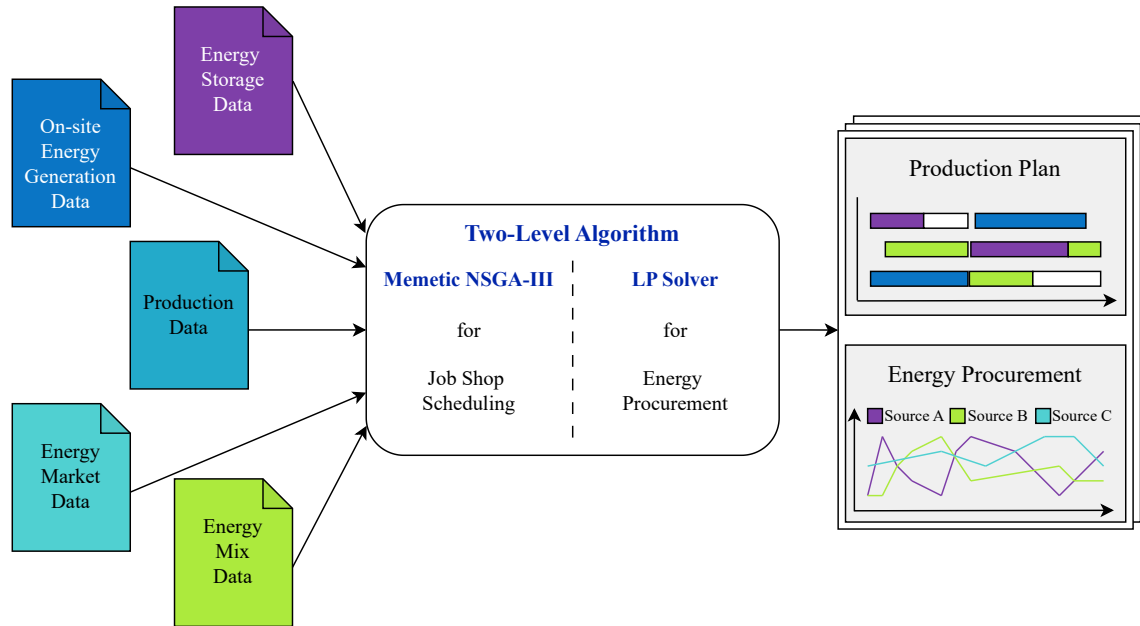 Energy
Storage
Data
On-site
Energy
Generation
Data
Production
Data
Energy
Market
Data
Energy
Mix
Data
Two-Level Algorithm
Memetic NSGA-III
for
Job Shop
Scheduling
LP Solver
for
Energy
Procurement
Production Plan
Energy Procurement
Source A Source B Source C